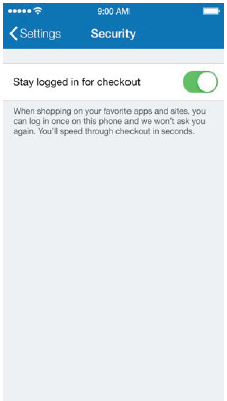 9:00 AM
Settings
Security
Stay logged in for checkout
When shopping on your favorite apps and sites, you
can log in once on this phone and we won't ask you
again. You'll speed through checkout in seconds.